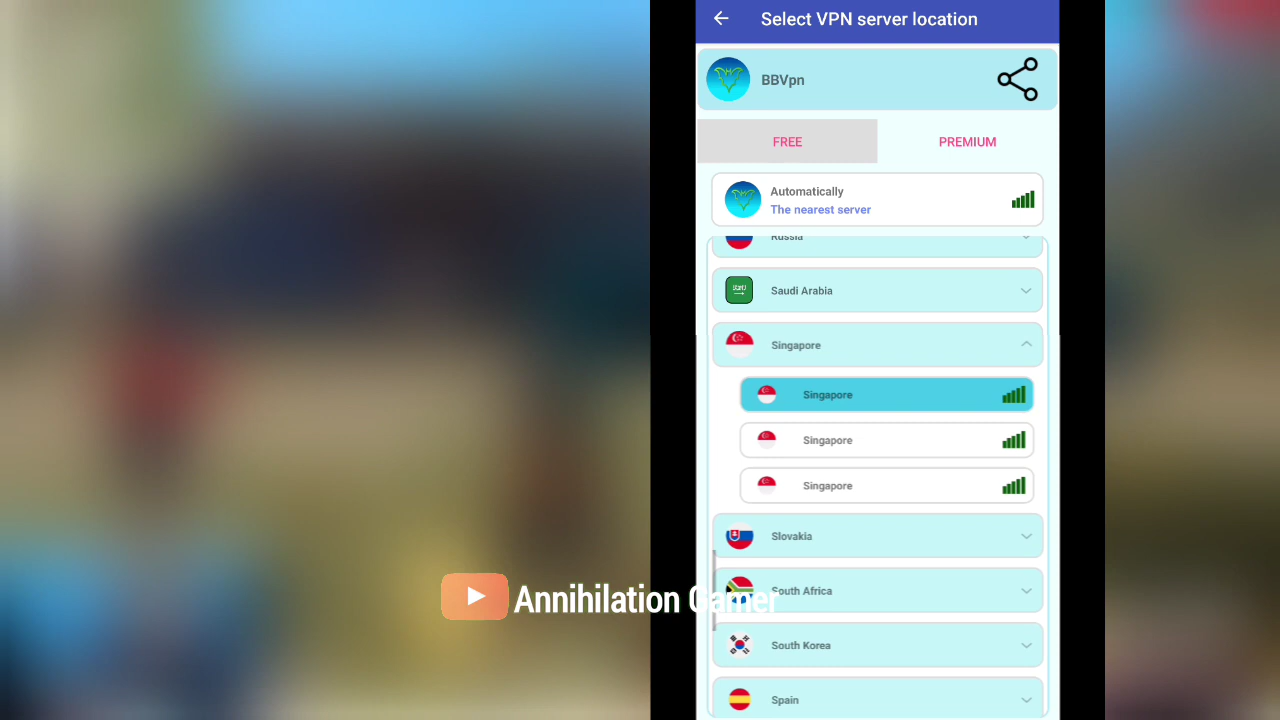 Select VPN server location
BBVpn
FREE
PREMIUM
Automatically
The nearest server
Russia
Saudi Arabia
Singapore
Singapore
Singapore
Singapore
Slovakia
South Africa
South Korea
Spain
Annihilation Gamer